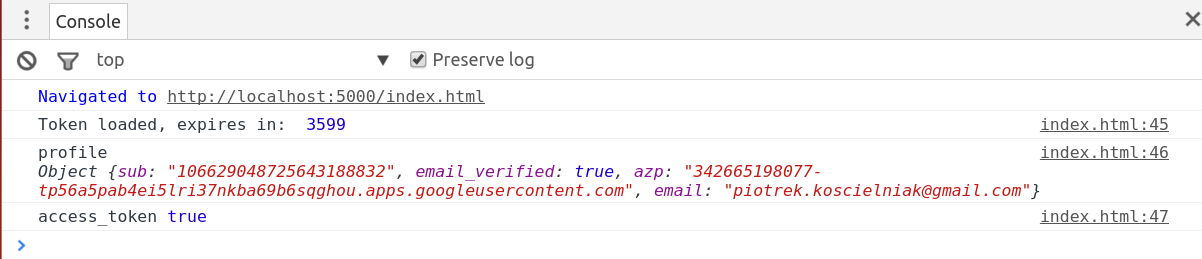 Console
top ▼ Preserve log
Navigated to http://localhost:5000/index.html
Token loaded, expires in: 3599 index.html:45
profile index.html:46
Object {sub: "106629048725643188832", email_verified: true, azp: "342665198077-
tp56a5pab4ei5lri37nkba69b6sqghou.apps.googleusercontent.com", email: "piotrek.koscielniak@gmail.com"}
access_token true index.html:47